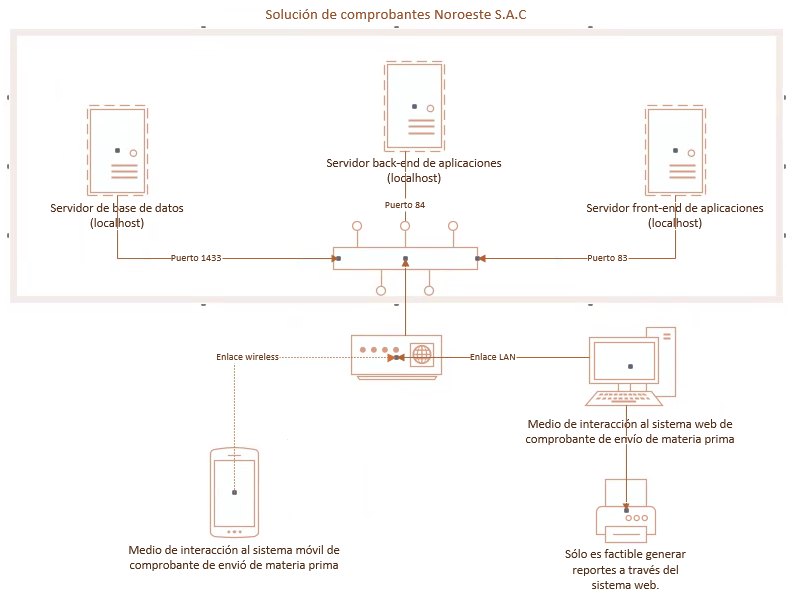 Solución de comprobantes Noroeste S.A.C
Servidor back-end de aplicaciones
(localhost)
Servidor de base de datos
(localhost)
Puerto 84
Servidor front-end de aplicaciones
(localhost)
Puerto 1433
Puerto 83
Enlace wireless
Enlace LAN
Medio de interacción al sistema web de
comprobante de envío de materia prima
Medio de interacción al sistema móvil de
comprobante de envió de materia prima
Sólo es factible generar
reportes a través del
sistema web.